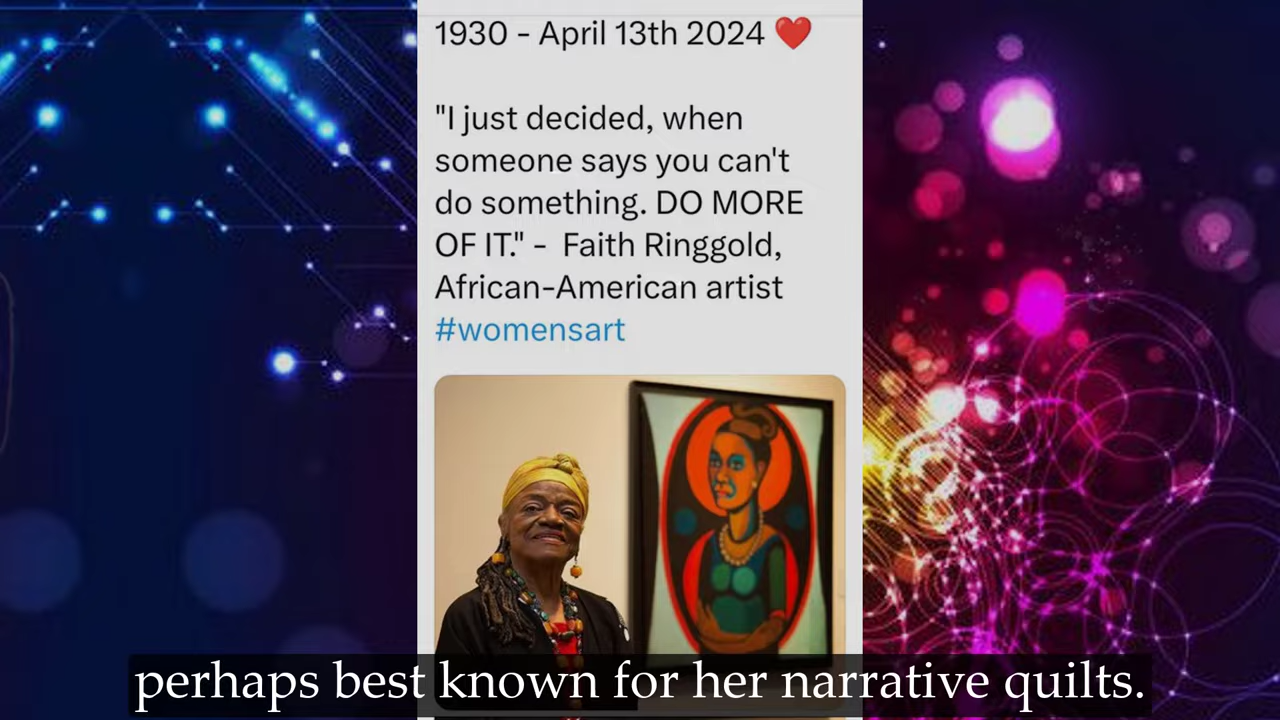 1930 - April 13th 2024 ❤️
"I just decided, when
someone says you can't
do something. DO MORE
OF IT." -  Faith Ringgold,
African-American artist
#womensart
perhaps best known for her narrative quilts.